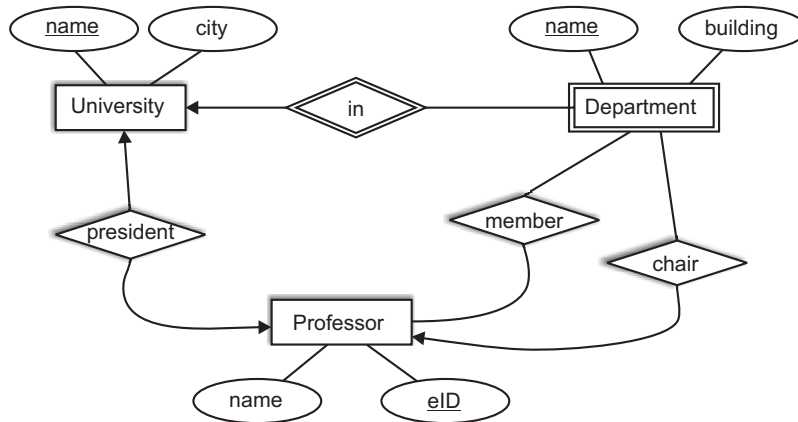 name
city
name
building
University
in
Department
president
member
chair
Professor
name
eID